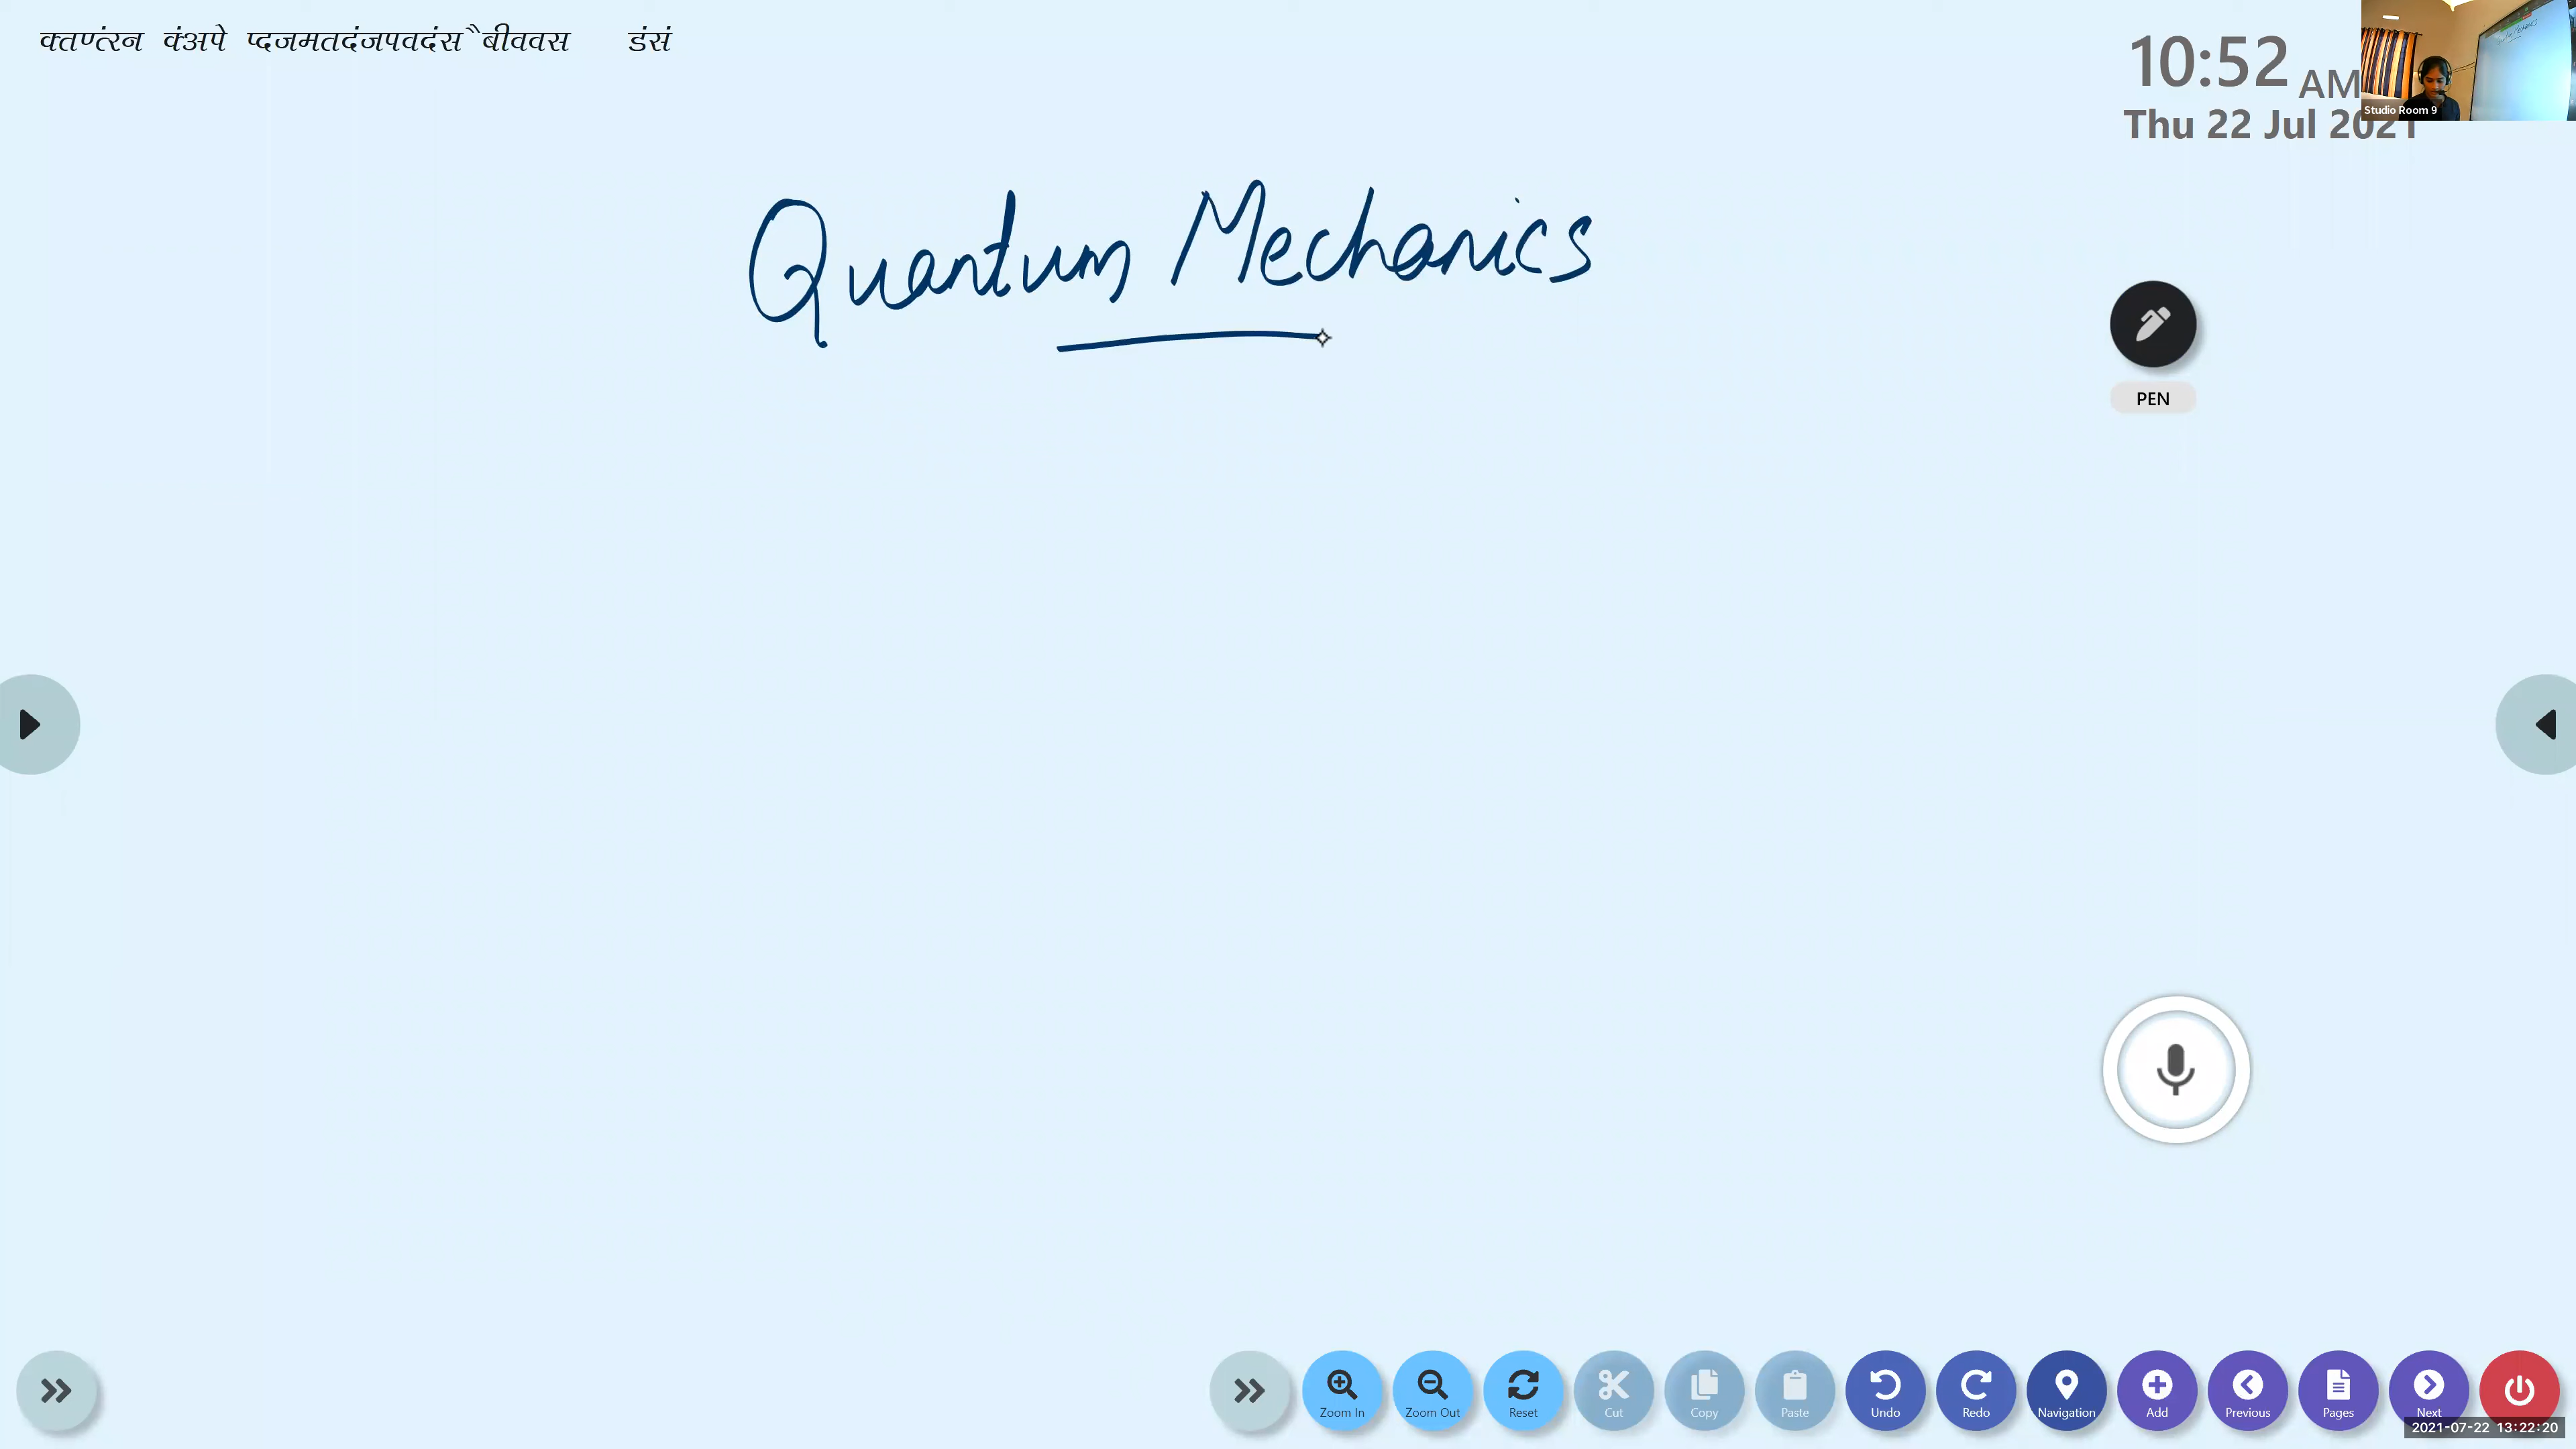 क्तण्त्ंरन क्ंअपे प्दजमतदंजपवदंस ैबीववस डंसं
10:52 AM
Thu 22 Jul 2021
Studio Room 9
Quantum Mechanics
PEN
Zoom In Zoom Out Reset Cut Copy Paste Undo Redo Navigation Add Previous Pages Next
2021-07-22 13:22:20